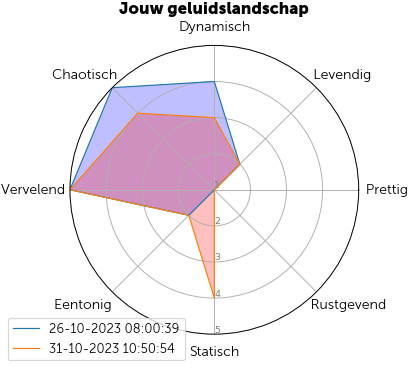 Jouw geluidslandschap
Dynamisch
Chaotisch
Levendig
Vervelend
1
Prettig
2
3
4
Eentonig
Rustgevend
5
Statisch
26-10-2023 08:00:39
31-10-2023 10:50:54